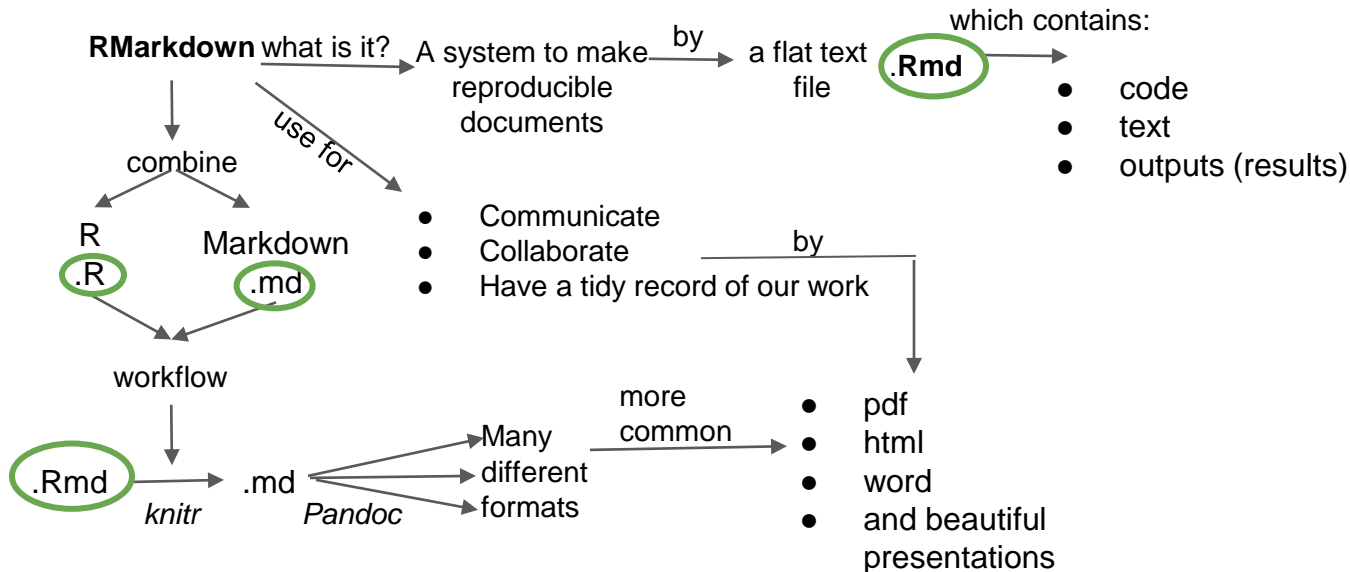 which contains:
RMarkdown what is it?
A system to make
reproducible
documents
by
a flat text
file
.Rmd
● code
● text
● outputs (results)
use for
combine
R
.R
Markdown
.md
● Communicate
● Collaborate
● Have a tidy record of our work
by
workflow
.Rmd
knitr
.md
Pandoc
Many
different
formats
more
common
● pdf
● html
● word
● and beautiful
presentations